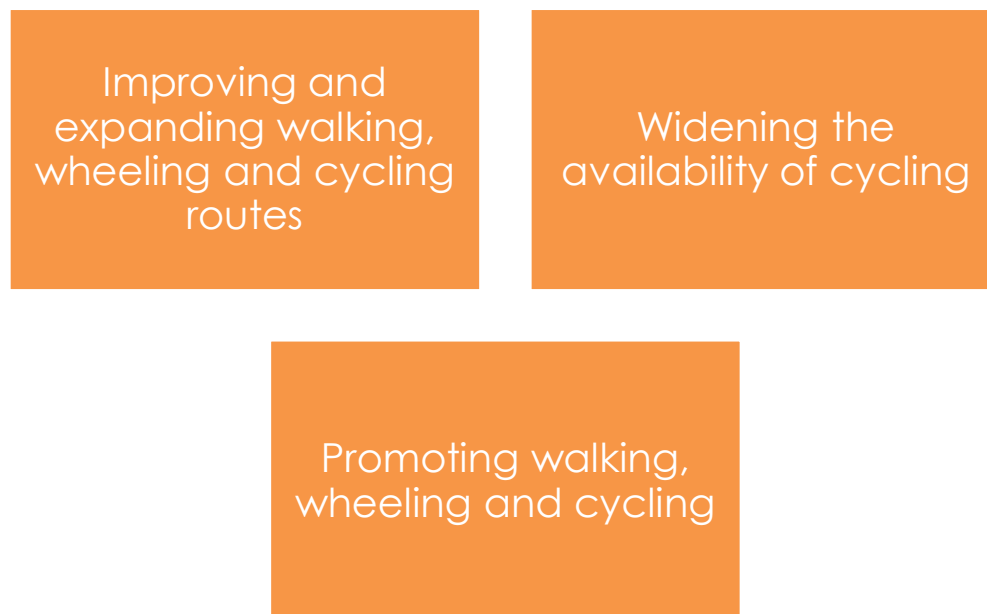 Improving and
expanding walking,
wheeling and cycling
routes
Widening the
availability of cycling
Promoting walking,
wheeling and cycling